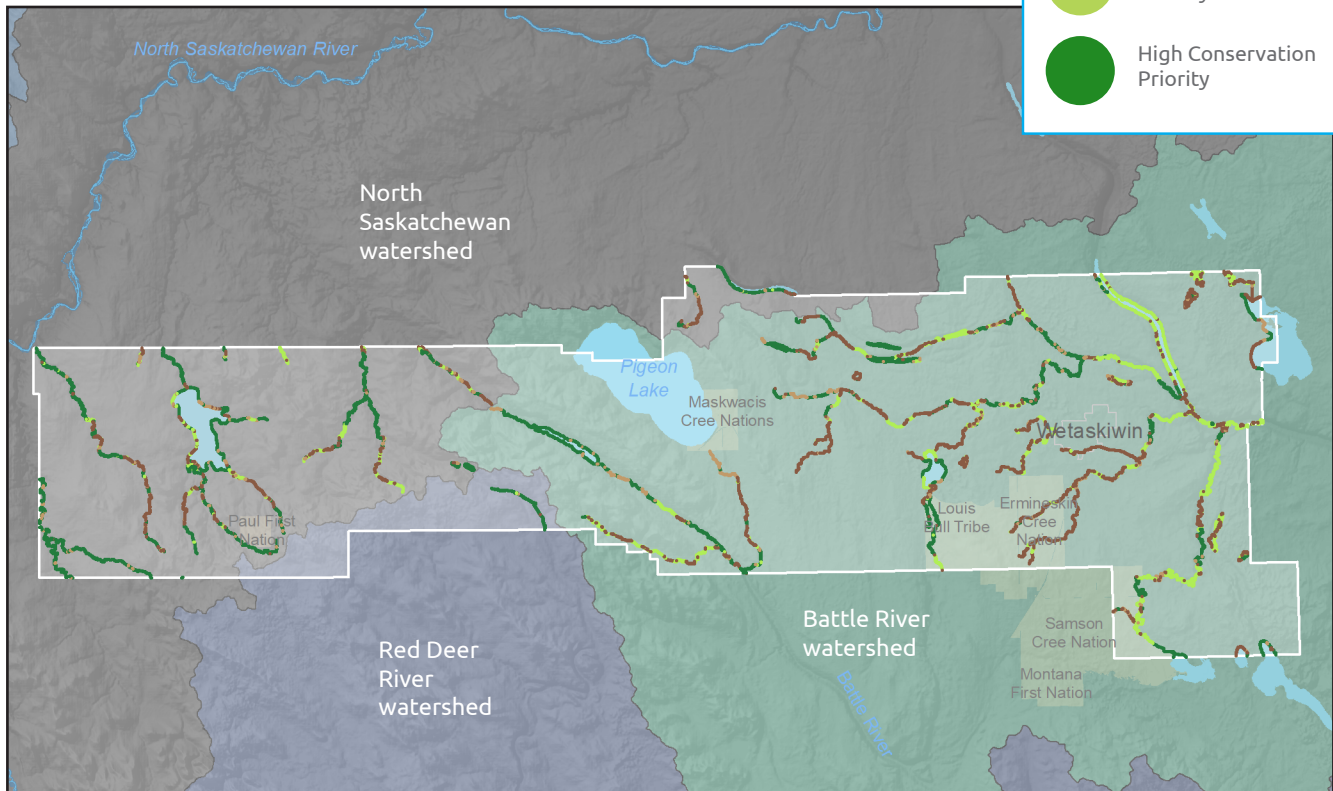 High Conservation
Priority
North Saskatchewan River
North
Saskatchewan
watershed
Pigeon
Lake
Maskwacis
Cree Nations
Wetaskiwin
Louis
Bull Tribe
Ermineskin
Cree
Nation
Paul First
Nation
Battle River
watershed
Samson
Cree Nation
Red Deer
River
watershed
Montana
First Nation
Battle River